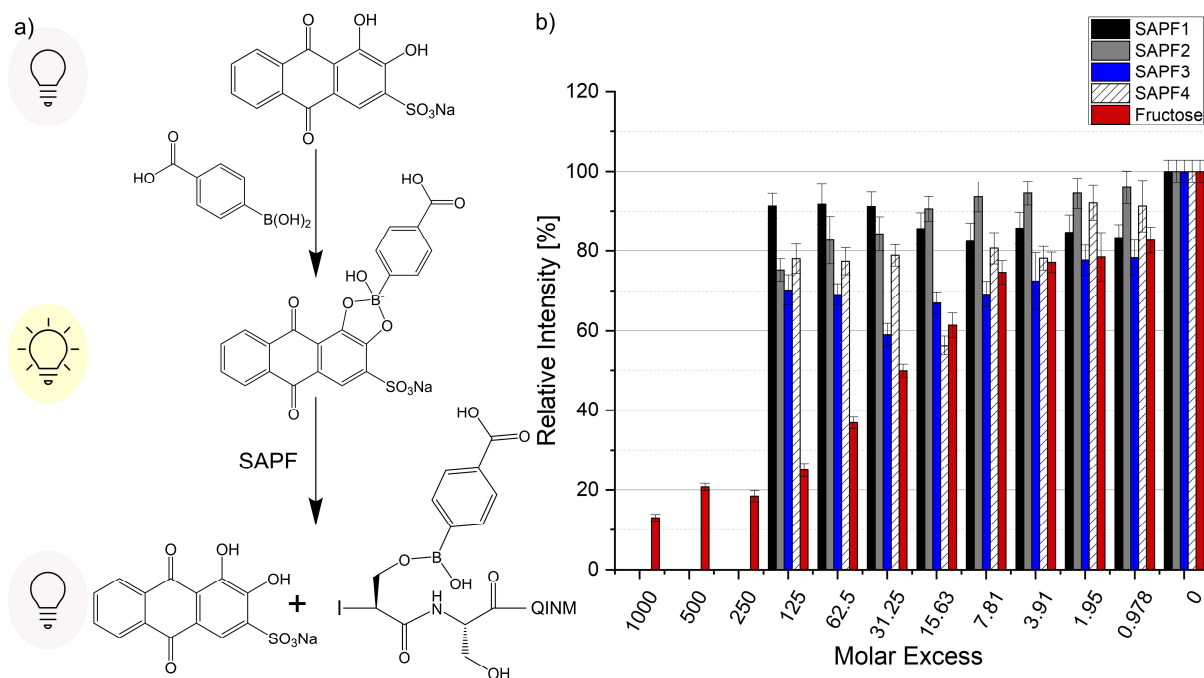 a)
O
OH
OH
O
SO3Na
O
HO
B(OH)2
HO
O
HO
B-
O
O
O
O
SO3Na
SAPF
HO
O
O
OH
OH
O
SO3Na
+
B
O
OH
I
H
N
O
QINM
O
OH
b)
SAPF1
SAPF2
SAPF3
SAPF4
Fructose
Relative Intensity [%]
120
100
80
60
40
20
0
1000
500
250
125
62.5
31.25
15.63
7.81
3.91
1.95
0.978
0
Molar Excess